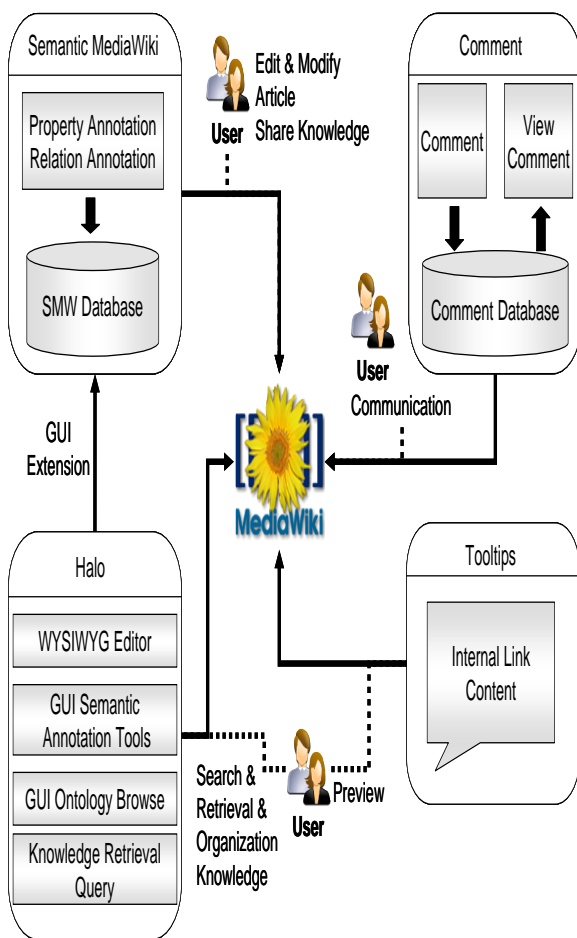 Semantic MediaWiki
Property Annotation
Relation Annotation
SMW Database
User
Edit & Modify
Article
Share Knowledge
Comment
Comment
View
Comment
Comment Database
User
Communication
GUI
Extension
[[ ]]
MediaWiki
Halo
WYSIWYG Editor
GUI Semantic
Annotation Tools
GUI Ontology Browse
Knowledge Retrieval
Query
Search &
Retrieval &
Organization
Knowledge
User
Preview
Tooltips
Internal Link
Content